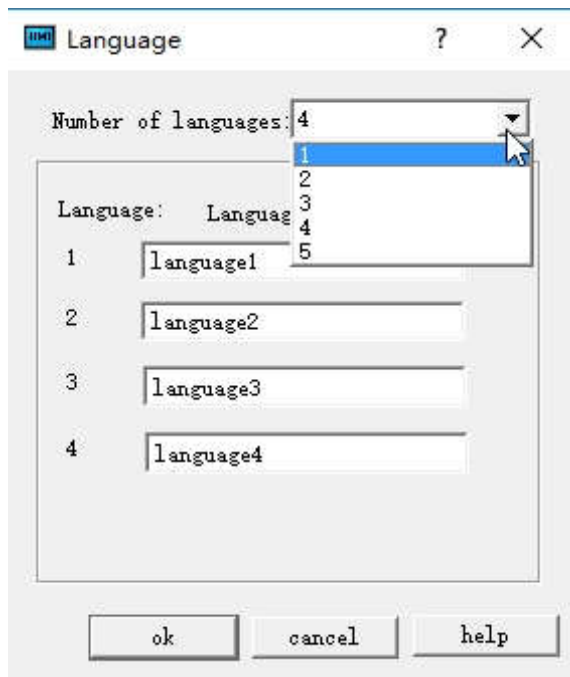 Language ?
Number of languages: 4
1
2
3
4
5
Language: Languag
1 language1
2 language2
3 language3
4 language4
ok cancel help